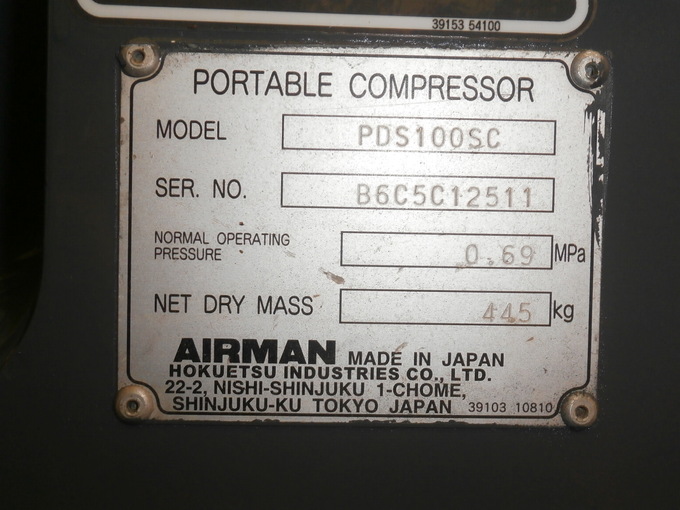 39153 54100
PORTABLE COMPRESSOR
MODEL PDS100SC
SER. NO. B6C5C12511
NORMAL OPERATING
PRESSURE 0.69 MPa
NET DRY MASS 445 kg
AIRMAN MADE IN JAPAN
HOKUETSU INDUSTRIES CO., LTD.
22-2, NISHI-SHINJUKU 1-CHOME,
SHINJUKU-KU TOKYO JAPAN 39103 10810